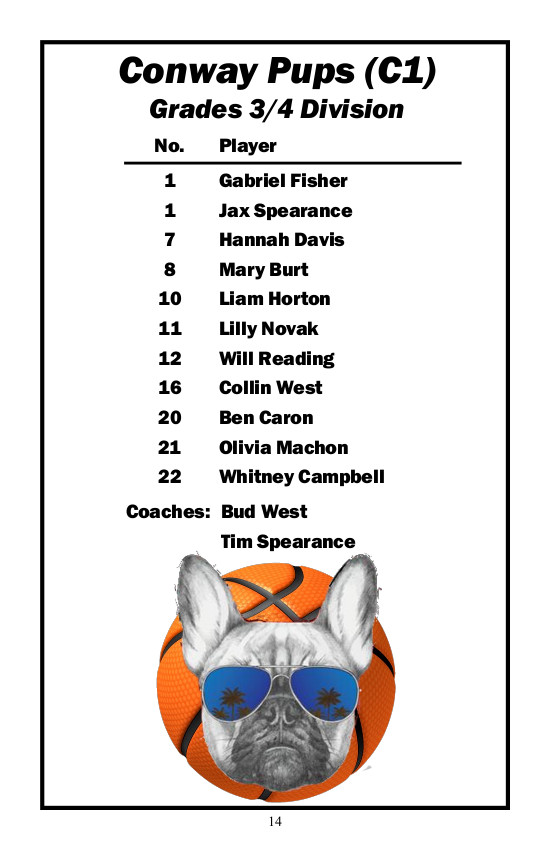 Conway Pups (C1)
Grades 3/4 Division
No. Player
1 Gabriel Fisher
1 Jax Spearance
7 Hannah Davis
8 Mary Burt
10 Liam Horton
11 Lilly Novak
12 Will Reading
16 Collin West
20 Ben Caron
21 Olivia Machon
22 Whitney Campbell
Coaches: Bud West
Tim Spearance
14